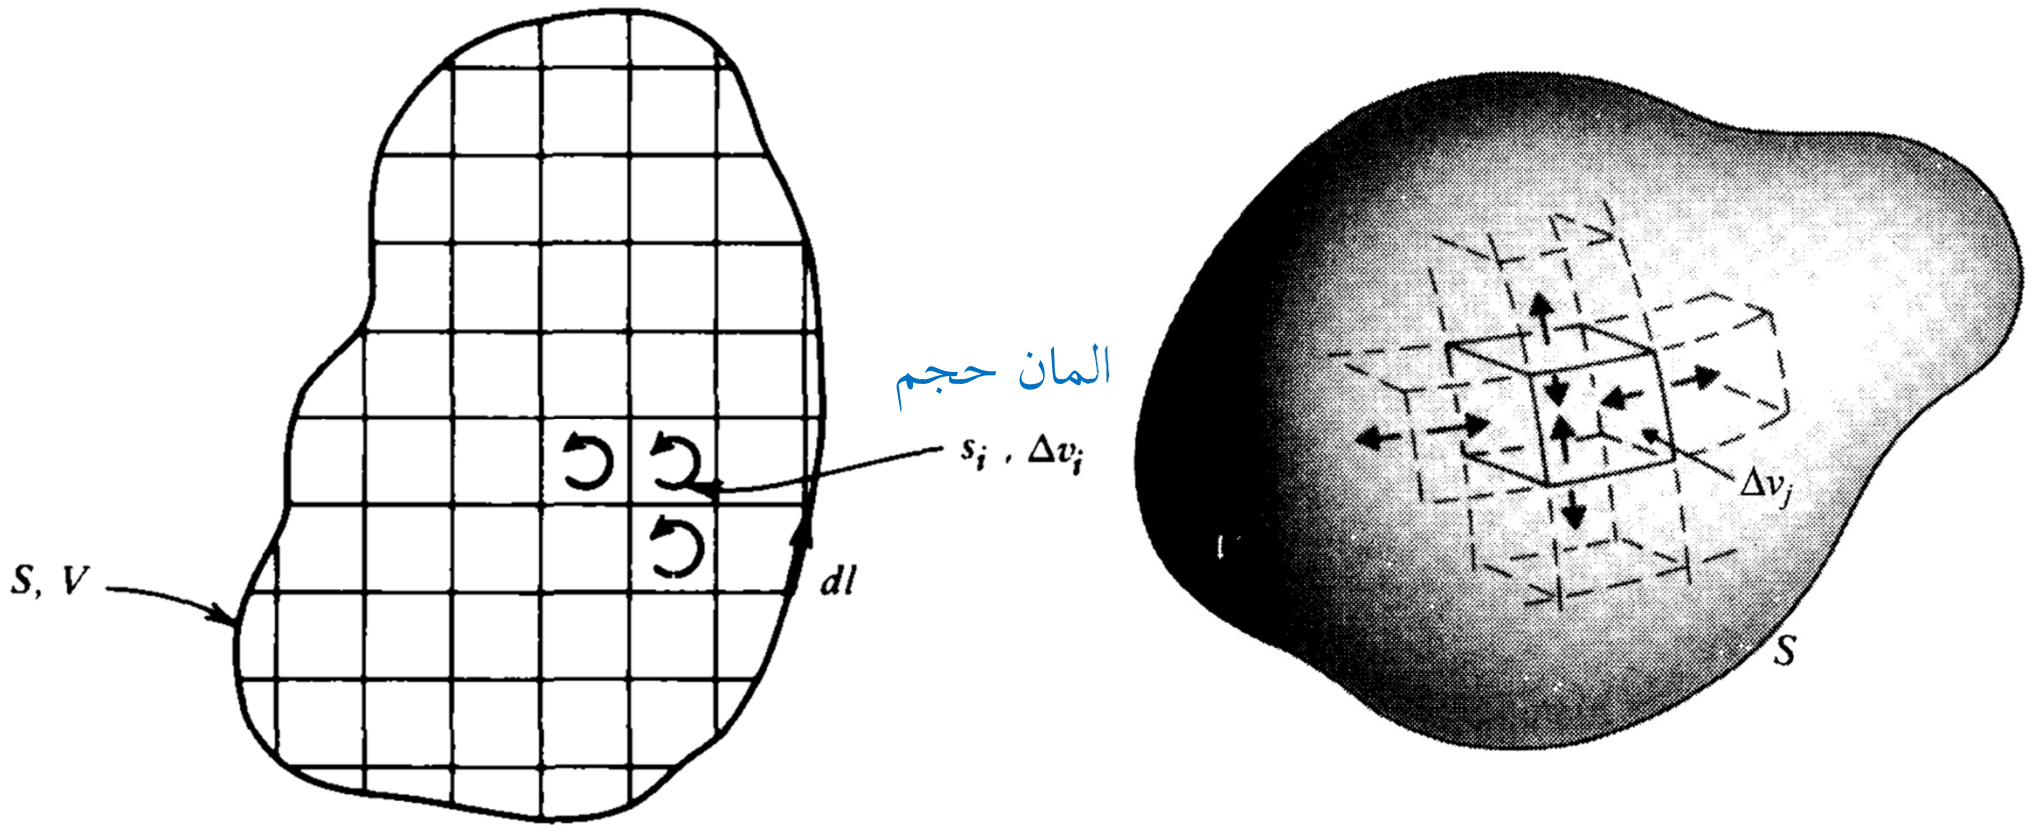 المان حجم
s_i , Δv_i
S, V
dl
Δv_j
S